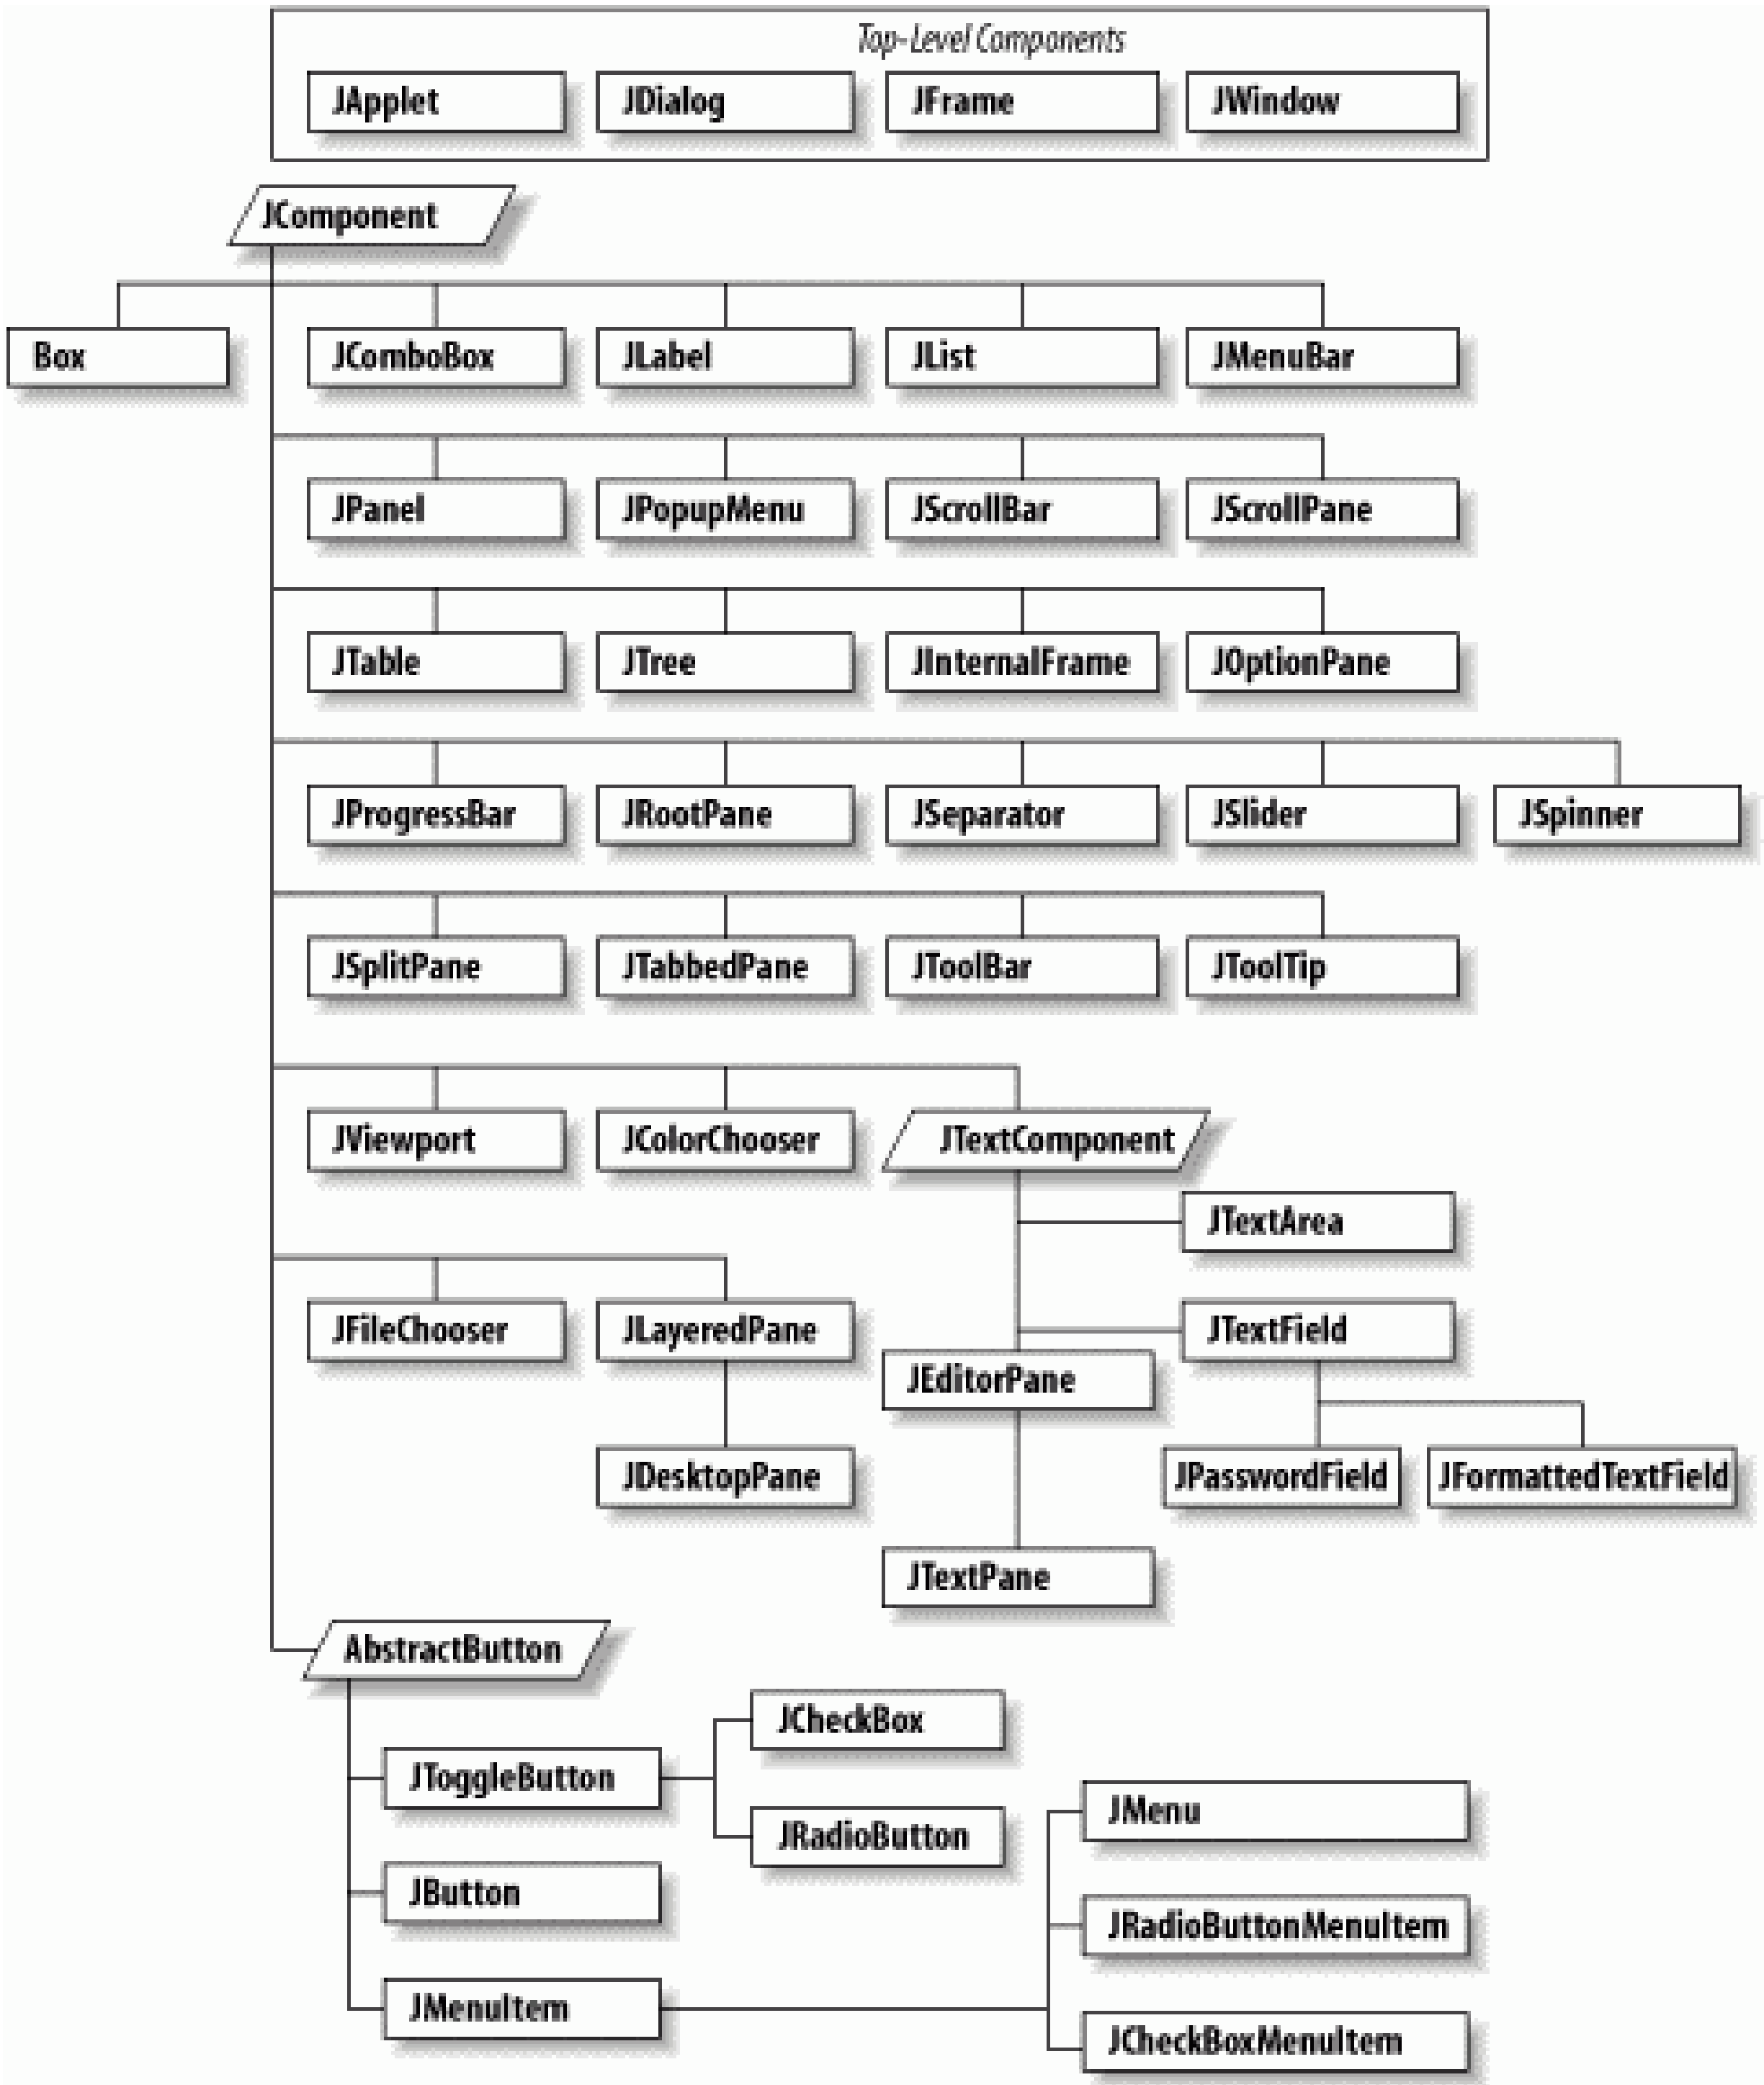 Top-Level Components
JApplet JDialog JFrame JWindow
JComponent
Box JComboBox JLabel JList JMenuBar
JPanel JPopupMenu JScrollBar JScrollPane
JTable JTree JInternalFrame JOptionPane
JProgressBar JRootPane JSeparator JSlider JSpinner
JSplitPane JTabbedPane JToolBar JToolTip
JViewport JColorChooser JTextComponent
JTextArea
JFileChooser JLayeredPane JTextField
JEditorPane
JDesktopPane JPasswordField JFormattedTextField
JTextPane
AbstractButton
JCheckBox
JToggleButton
JMenu
JRadioButton
JButton
JRadioButtonMenuItem
JMenuItem
JCheckBoxMenuItem